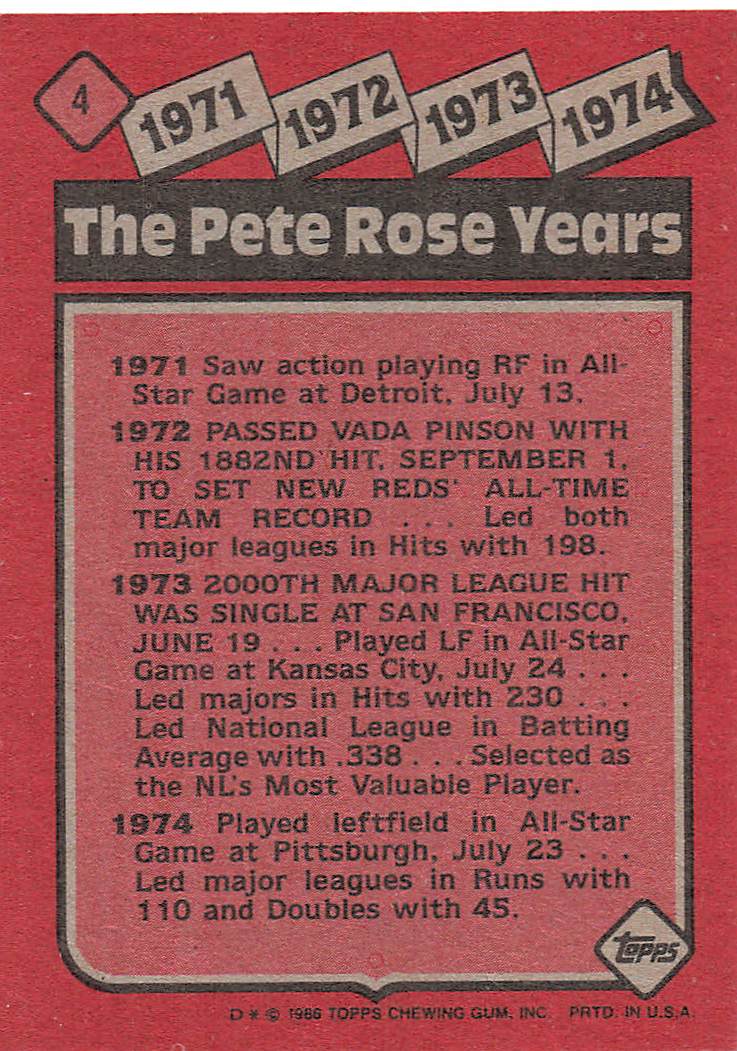 4
1971 1972 1973 1974
The Pete Rose Years
1971 Saw action playing RF in All-
Star Game at Detroit, July 13.
1972 PASSED VADA PINSON WITH
HIS 1882ND HIT, SEPTEMBER 1,
TO SET NEW REDS' ALL-TIME
TEAM RECORD . . . Led both
major leagues in Hits with 198.
1973 2000TH MAJOR LEAGUE HIT
WAS SINGLE AT SAN FRANCISCO,
JUNE 19 . . . Played LF in All-Star
Game at Kansas City, July 24 . . .
Led majors in Hits with 230 . . .
Led National League in Batting
Average with .338 . . . Selected as
the NL's Most Valuable Player.
1974 Played leftfield in All-Star
Game at Pittsburgh, July 23 . . .
Led major leagues in Runs with
110 and Doubles with 45.
topps
D * © 1986 TOPPS CHEWING GUM, INC. PRTD. IN U.S.A.